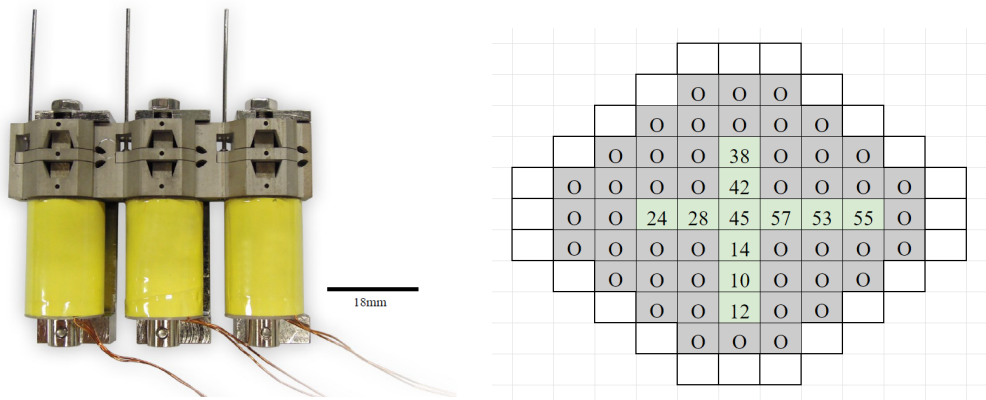 18mm
O O O
O O O O O
O O O 38 O O O
O O O O 42 O O O O
O O 24 28 45 57 53 55 O
O O O O 14 O O O O
O O O 10 O O O
O O 12 O O
O O O